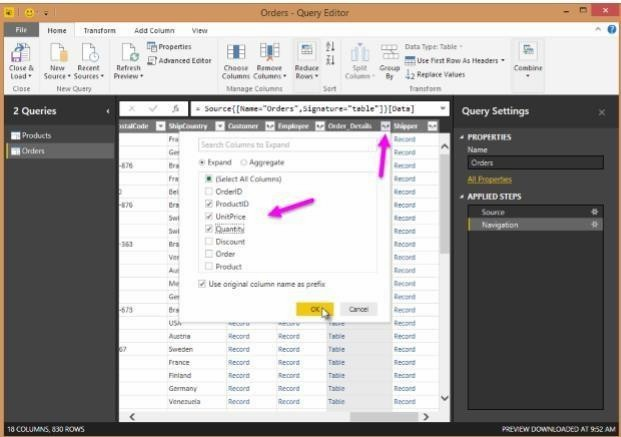 Orders - Query Editor
File Home Transform Add Column View
Close & Load New Source Recent Sources Refresh Preview Properties Advanced Editor Choose Columns Remove Columns Reduce Rows Split Column Group By Data Type: Table Use First Row As Headers Replace Values Combine
Close New Query Manage Columns Sort Transform
2 Queries
Products
Orders
= Source{[Name="Orders",Signature="table"]}[Data]
ostalCode ShipCountry Customer Employee Order_Details Shipper
Search Columns to Expand
Expand Aggregate
(Select All Columns)
OrderID
ProductID
UnitPrice
Quantity
Discount
Order
Product
Use original column name as prefix
OK Cancel
Fra Record
Ger Record
-876 Bra Record
Fra Record
Bel Record
-876 Bra Record
Swi Record
Swi Record
-363 Bra Record
Ven Record
Aus Record
Me Record
Ger Record
-673 Bra Record
USA Record Record Table Record
Austria Record Record Table Record
67 Sweden Record Record Table Record
France Record Record Table Record
Finland Record Record Table Record
Germany Record Record Table Record
Venezuela Record Record Table Record
Query Settings
PROPERTIES
Name
Orders
All Properties
APPLIED STEPS
Source
Navigation
18 COLUMNS, 830 ROWS
PREVIEW DOWNLOADED AT 9:52 AM